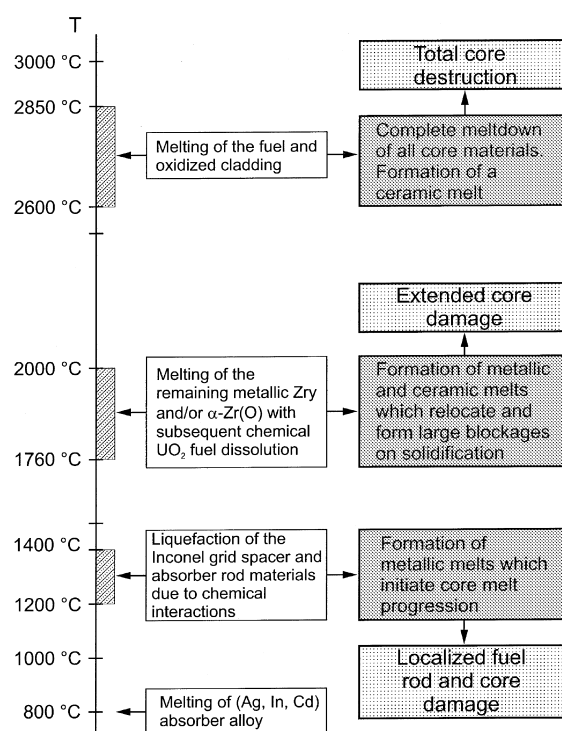 T
3000 °C
Total core
destruction
2850 °C
Melting of the fuel and
oxidized cladding
Complete meltdown
of all core materials.
Formation of a
ceramic melt
2600 °C
Extended core
damage
2000 °C
Melting of the
remaining metallic Zry
and/or α-Zr(O) with
subsequent chemical
UO₂ fuel dissolution
Formation of metallic
and ceramic melts
which relocate and
form large blockages
on solidification
1760 °C
1400 °C
Liquefaction of the
Inconel grid spacer and
absorber rod materials
due to chemical
interactions
Formation of
metallic melts which
initiate core melt
progression
1200 °C
1000 °C
Localized fuel
rod and core
damage
800 °C
Melting of (Ag, In, Cd)
absorber alloy